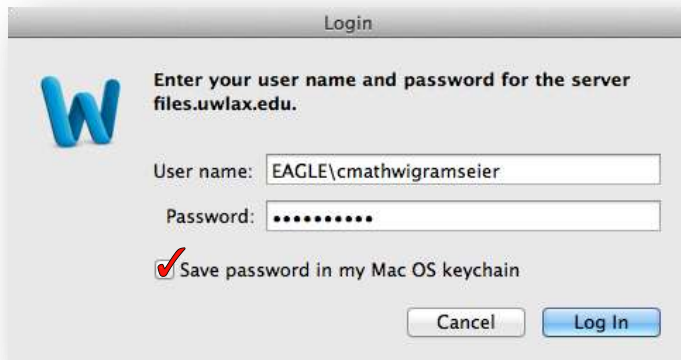 Login
Enter your user name and password for the server
files.uwlax.edu.
User name: EAGLE\cmathwigramseier
Password: ••••••••••
Save password in my Mac OS keychain
Cancel Log In